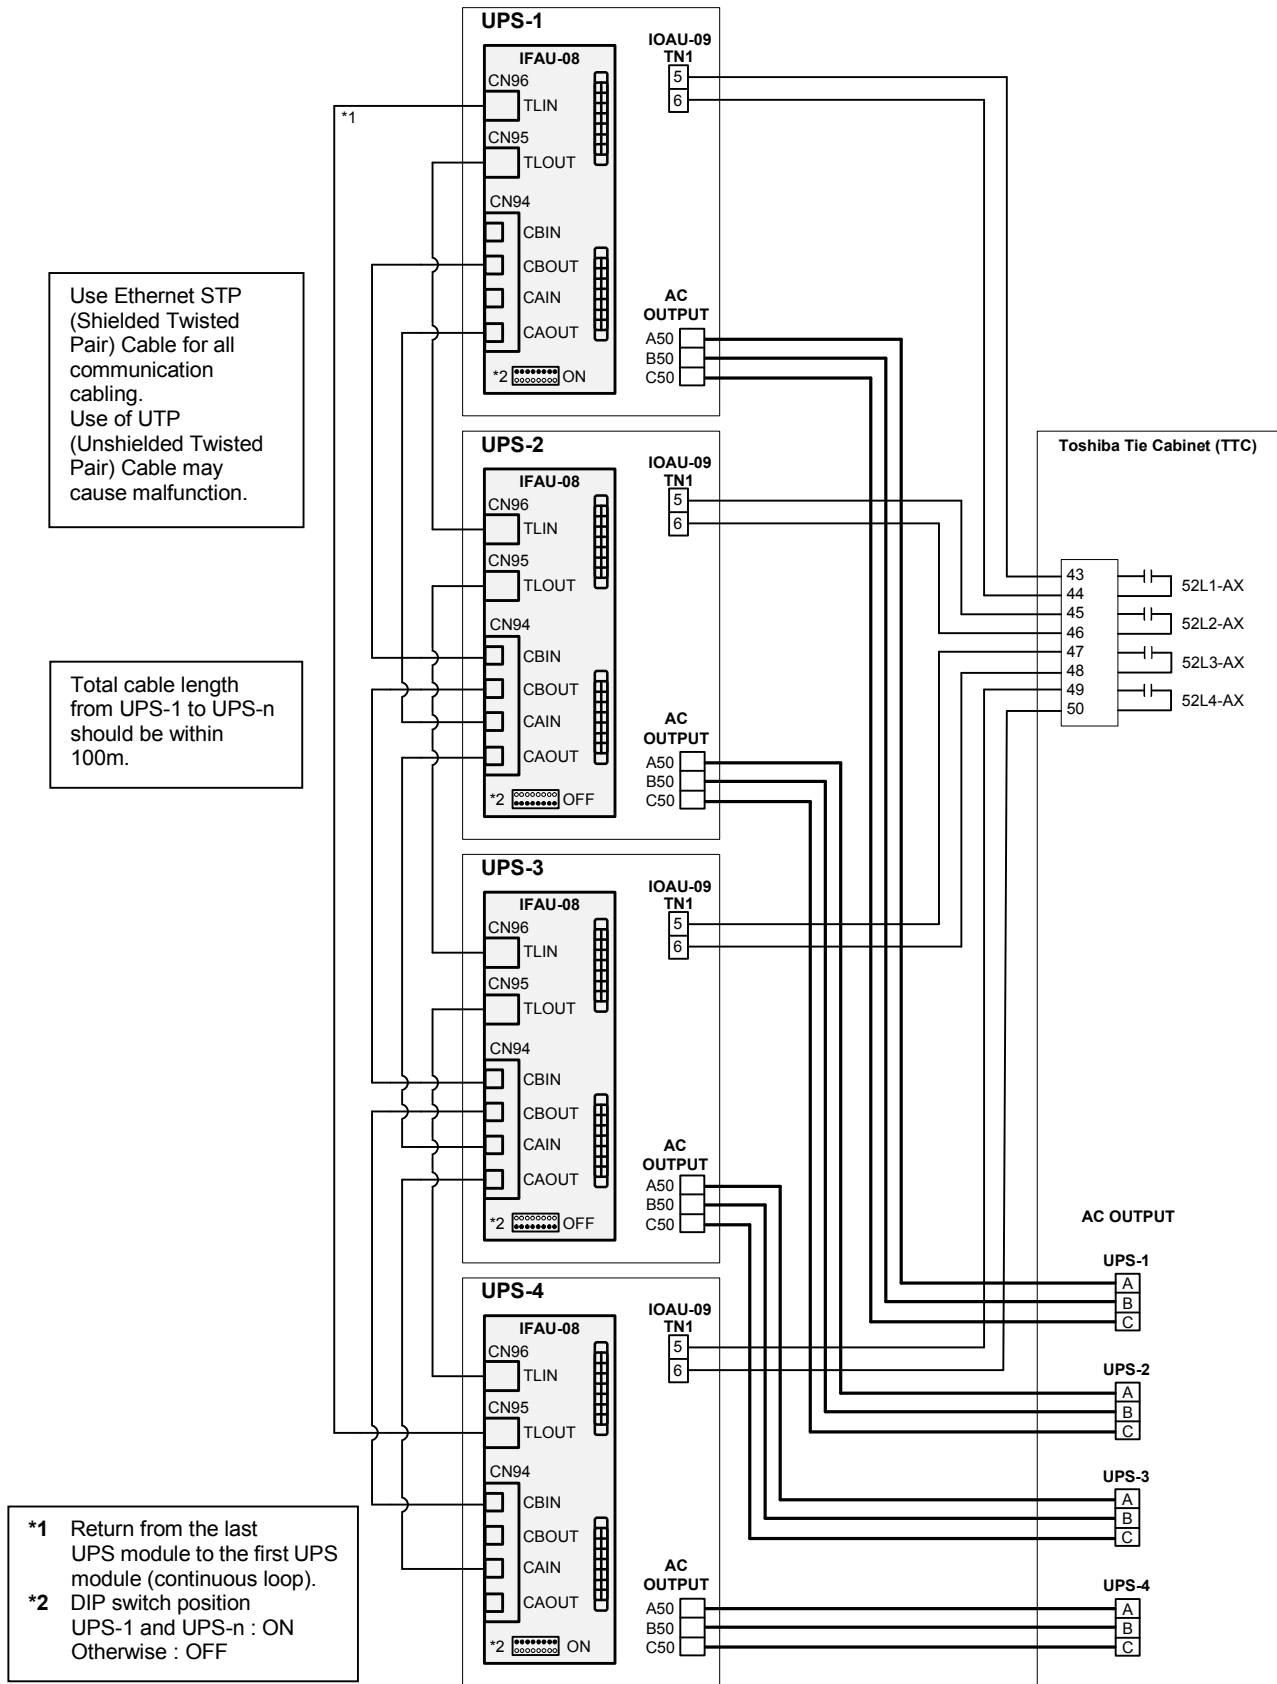 UPS-1
IFAU-08
IOAU-09
TN1
CN96
TLIN
5
6
*1
CN95
TLOUT
CN94
CBIN
CBOUT
CAIN
CAOUT
*2 ON
AC
OUTPUT
A50
B50
C50
Use Ethernet STP
(Shielded Twisted
Pair) Cable for all
communication
cabling.
Use of UTP
(Unshielded Twisted
Pair) Cable may
cause malfunction.
UPS-2
IFAU-08
IOAU-09
TN1
CN96
TLIN
5
6
CN95
TLOUT
CN94
CBIN
CBOUT
CAIN
CAOUT
*2 OFF
AC
OUTPUT
A50
B50
C50
Toshiba Tie Cabinet (TTC)
43
44
45
46
47
48
49
50
52L1-AX
52L2-AX
52L3-AX
52L4-AX
Total cable length
from UPS-1 to UPS-n
should be within
100m.
UPS-3
IFAU-08
IOAU-09
TN1
CN96
TLIN
5
6
CN95
TLOUT
CN94
CBIN
CBOUT
CAIN
CAOUT
*2 OFF
AC
OUTPUT
A50
B50
C50
AC OUTPUT
UPS-1
A
B
C
UPS-2
A
B
C
UPS-3
A
B
C
UPS-4
A
B
C
UPS-4
IFAU-08
IOAU-09
TN1
CN96
TLIN
5
6
CN95
TLOUT
CN94
CBIN
CBOUT
CAIN
CAOUT
*2 ON
AC
OUTPUT
A50
B50
C50
*1 Return from the last
UPS module to the first UPS
module (continuous loop).
*2 DIP switch position
UPS-1 and UPS-n : ON
Otherwise : OFF